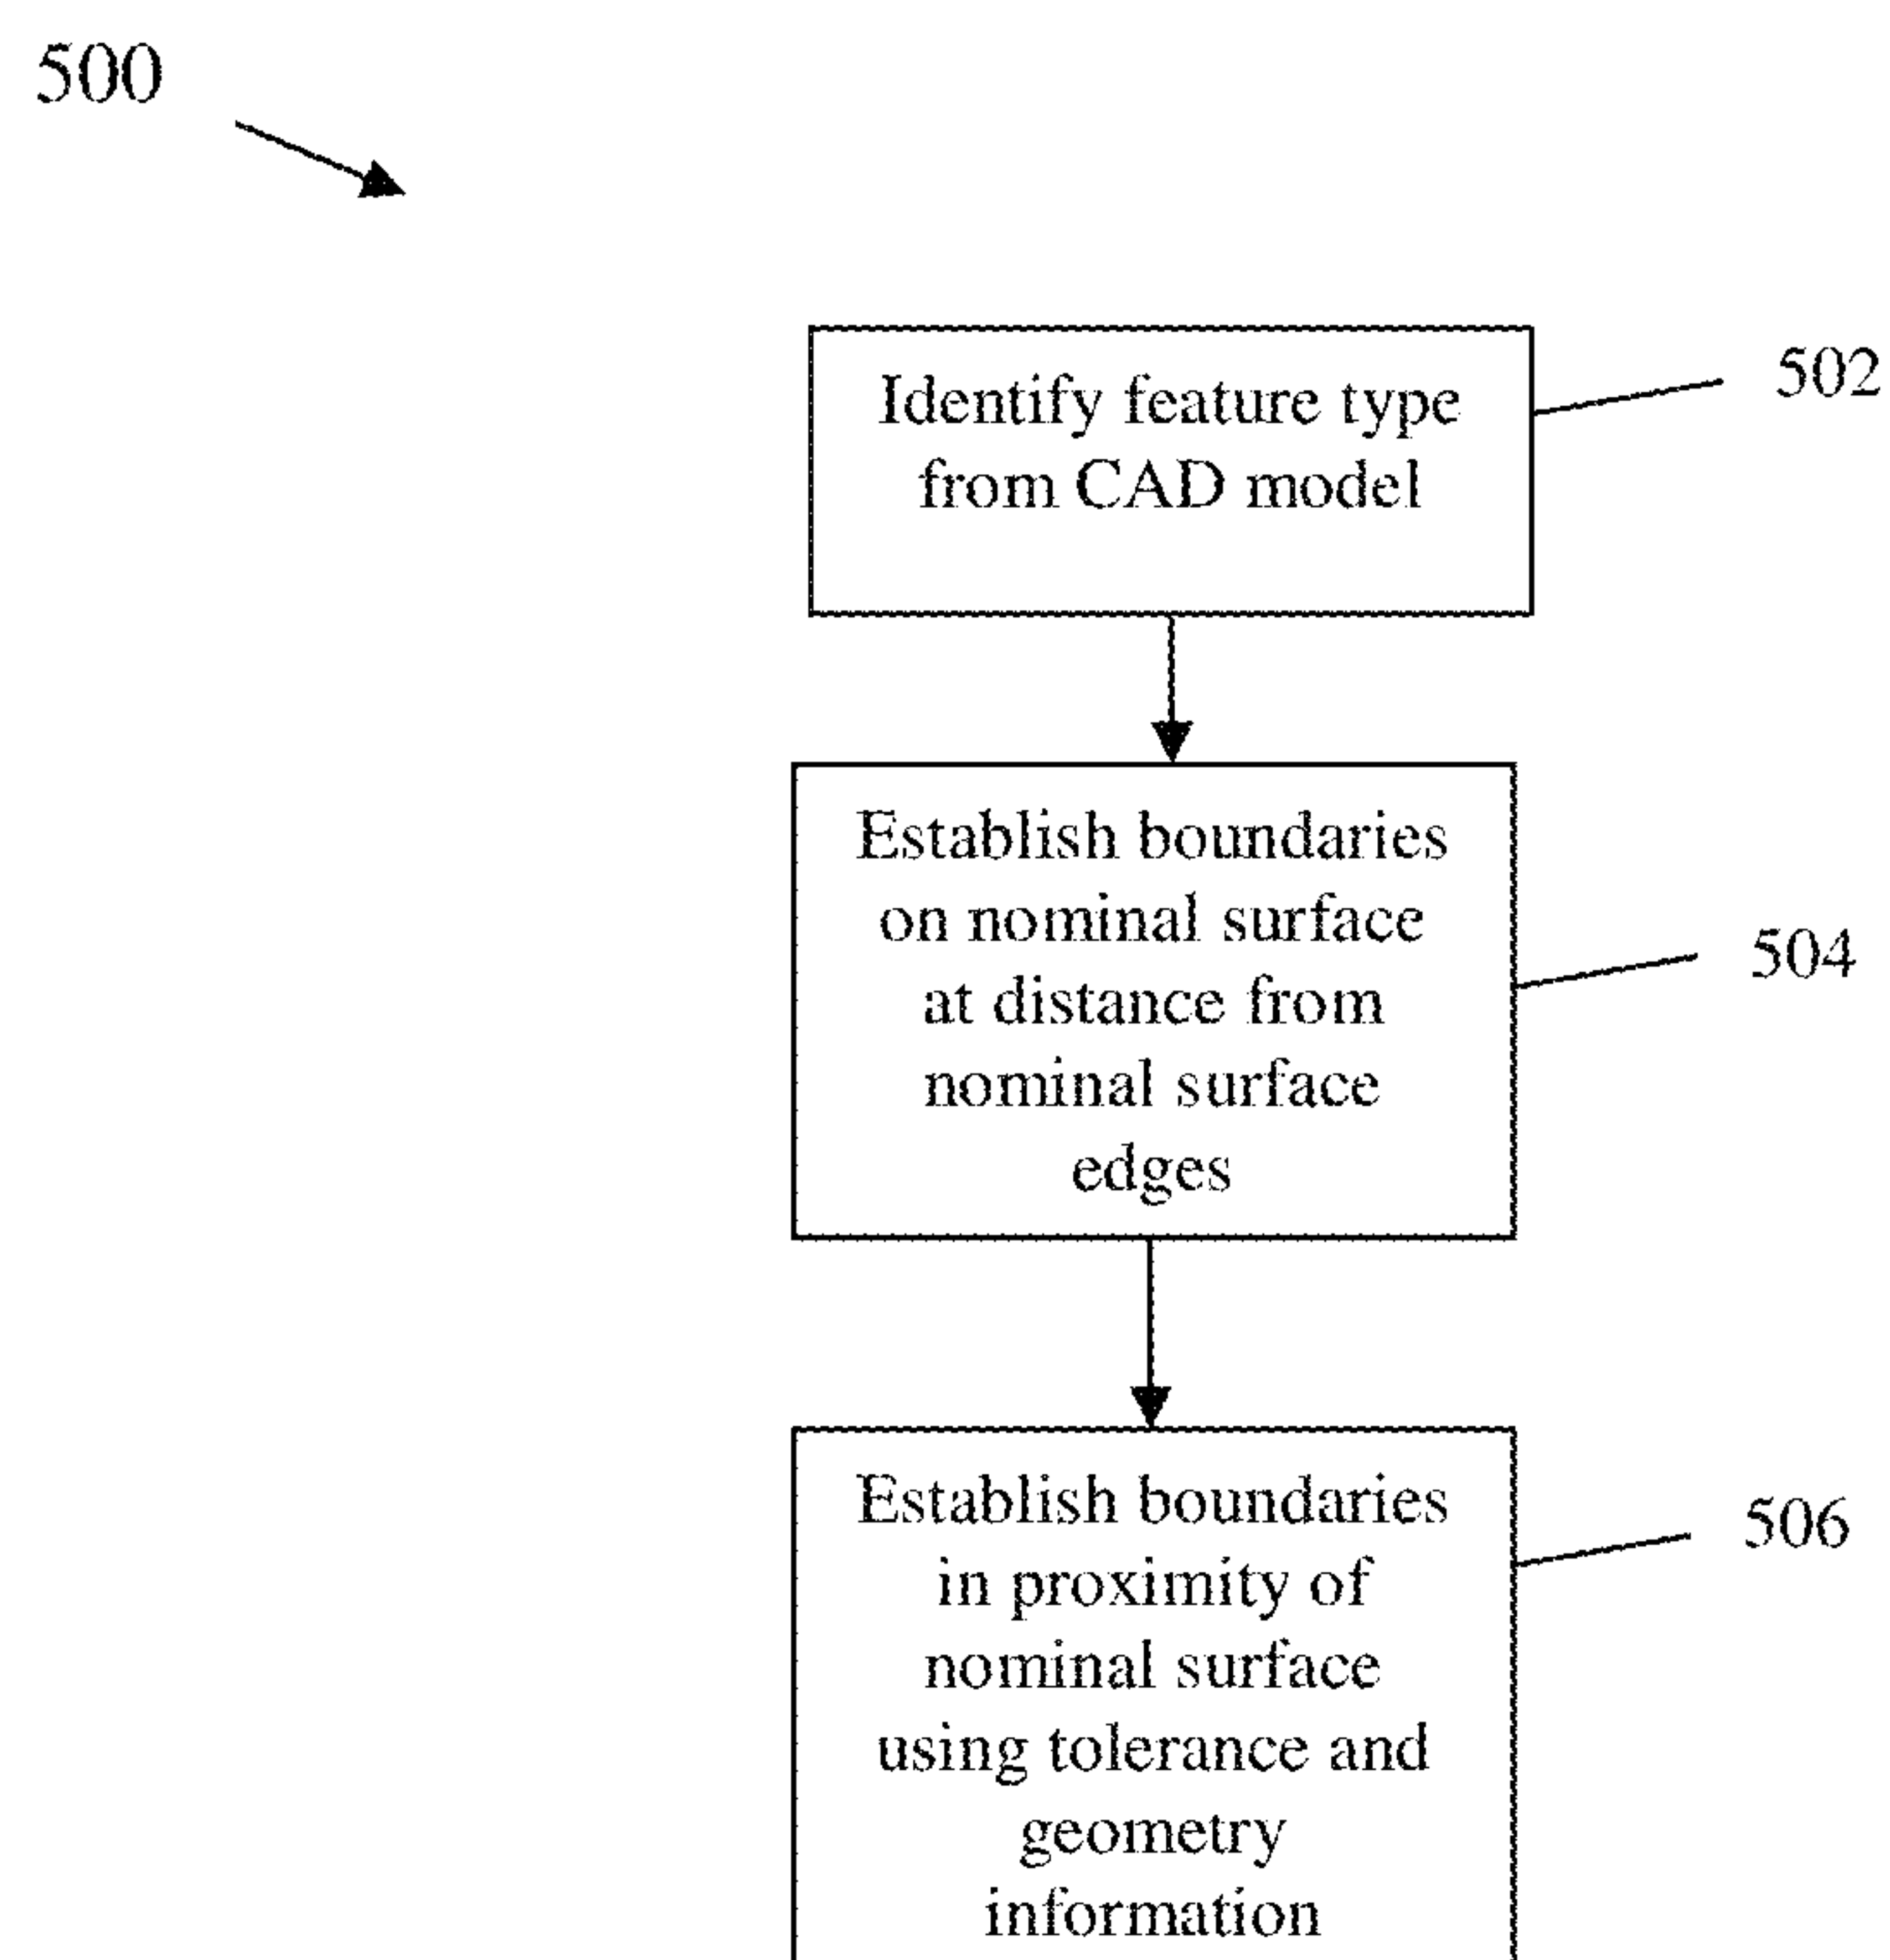 500
Identify feature type
from CAD model
502
Establish boundaries
on nominal surface
at distance from
nominal surface
edges
504
Establish boundaries
in proximity of
nominal surface
using tolerance and
geometry
information
506